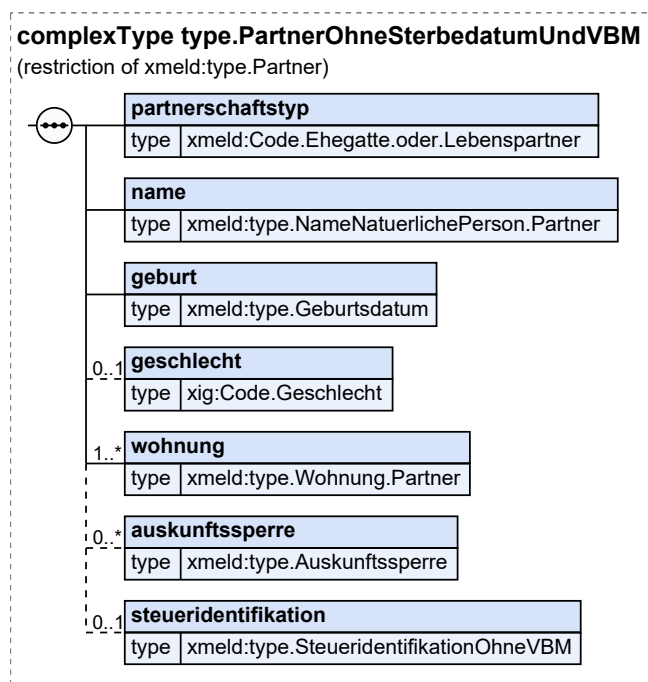 complexType type.PartnerOhneSterbedatumUndVBM
(restriction of xmeld:type.Partner)
partnerschaftstyp
type xmeld:Code.Ehegatte.oder.Lebenspartner
name
type xmeld:type.NameNatuerlichePerson.Partner
geburt
type xmeld:type.Geburtsdatum
0..1 geschlecht
type xig:Code.Geschlecht
1..* wohnung
type xmeld:type.Wohnung.Partner
0..* auskunftssperre
type xmeld:type.Auskunftssperre
0..1 steueridentifikation
type xmeld:type.SteueridentifikationOhneVBM